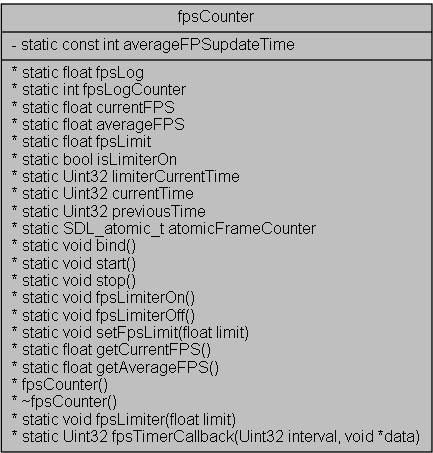 fpsCounter
- static const int averageFPSupdateTime
* static float fpsLog
* static int fpsLogCounter
* static float currentFPS
* static float averageFPS
* static float fpsLimit
* static bool isLimiterOn
* static Uint32 limiterCurrentTime
* static Uint32 currentTime
* static Uint32 previousTime
* static SDL_atomic_t atomicFrameCounter
* static void bind()
* static void start()
* static void stop()
* static void fpsLimiterOn()
* static void fpsLimiterOff()
* static void setFpsLimit(float limit)
* static float getCurrentFPS()
* static float getAverageFPS()
* fpsCounter()
* ~fpsCounter()
* static void fpsLimiter(float limit)
* static Uint32 fpsTimerCallback(Uint32 interval, void *data)